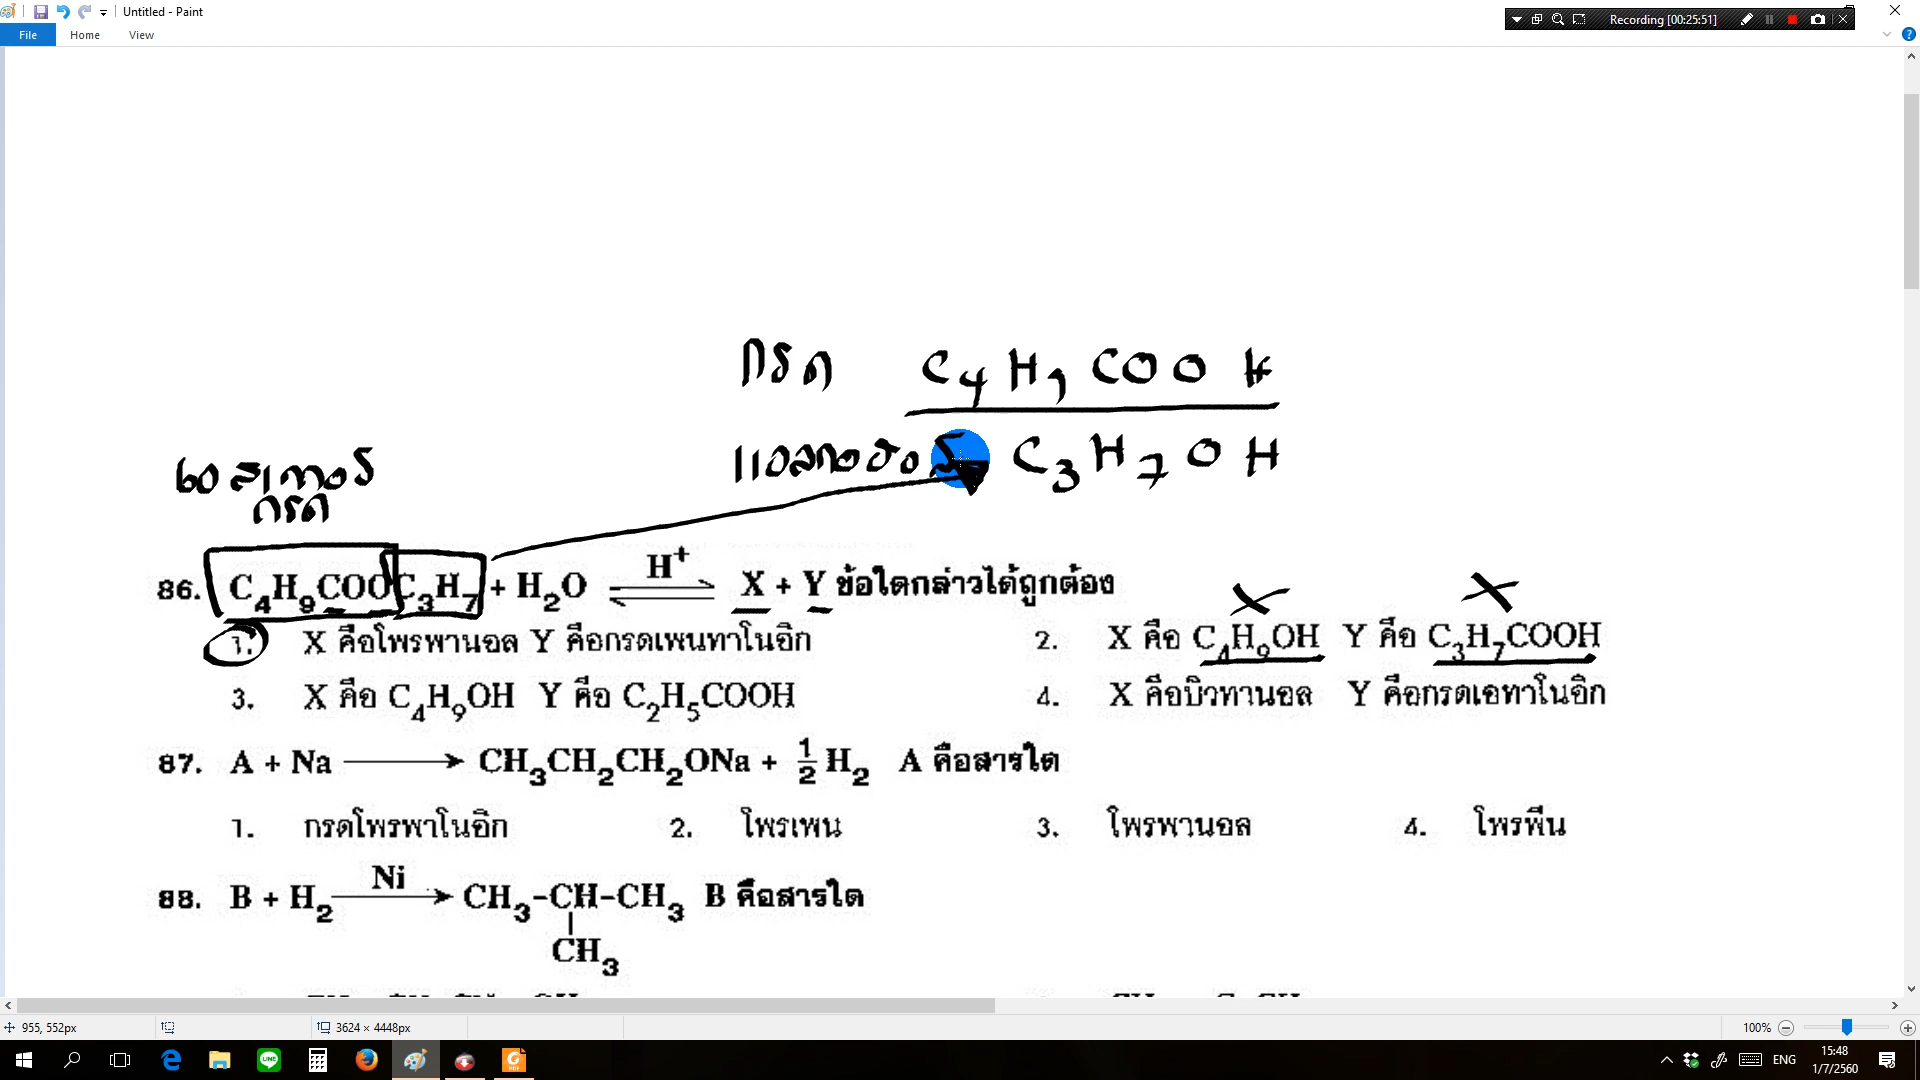 Untitled - Paint
Recording [00:25:51]
File Home View
กรด C4H9COOH
แอลกอฮอล์ C3H7OH
กรด
86. C4H9COOC3H7 + H2O H+ X + Y ข้อใดกล่าวได้ถูกต้อง
1. X คือโพรพานอล Y คือกรดเพนทาโนอิก 2. X คือ C4H9OH Y คือ C3H7COOH
3. X คือ C4H9OH Y คือ C2H5COOH 4. X คือบิวทานอล Y คือกรดเอทาโนอิก
87. A + Na → CH3CH2CH2ONa + 1/2 H2 A คือสารใด
1. กรดโพรพาโนอิก 2. โพรเพน 3. โพรพานอล 4. โพรพีน
88. B + H2 Ni → CH3-CH-CH3 B คือสารใด
CH3
955, 552px 3624 × 4448px 100%
LINE PDF ENG 15:48
1/7/2560